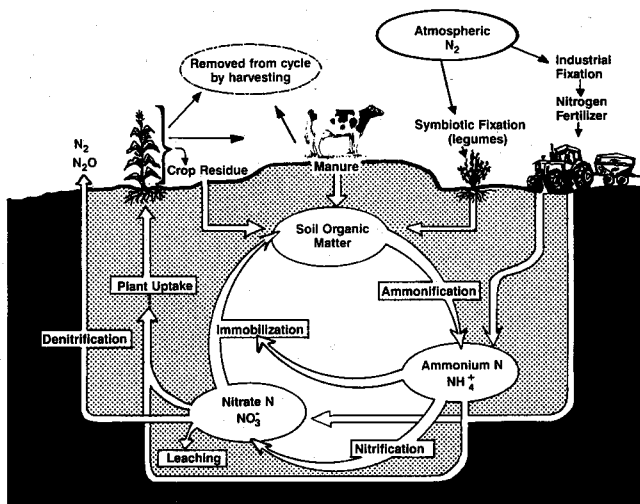 Atmospheric
N2
Removed from cycle
by harvesting
Industrial
Fixation
Nitrogen
Fertilizer
Symbiotic Fixation
(legumes)
N2
N2O
Crop Residue
Manure
Soil Organic
Matter
Plant Uptake
Ammonification
Denitrification
Immobilization
Ammonium N
NH4+
Nitrate N
NO3-
Nitrification
Leaching